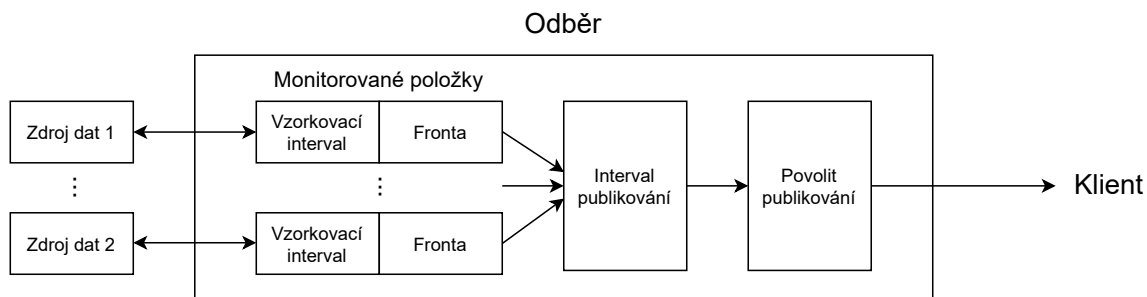 Odběr
Monitorované položky
Zdroj dat 1
Vzorkovací
interval
Fronta
⋮
⋮
Interval
publikování
Povolit
publikování
Klient
Zdroj dat 2
Vzorkovací
interval
Fronta